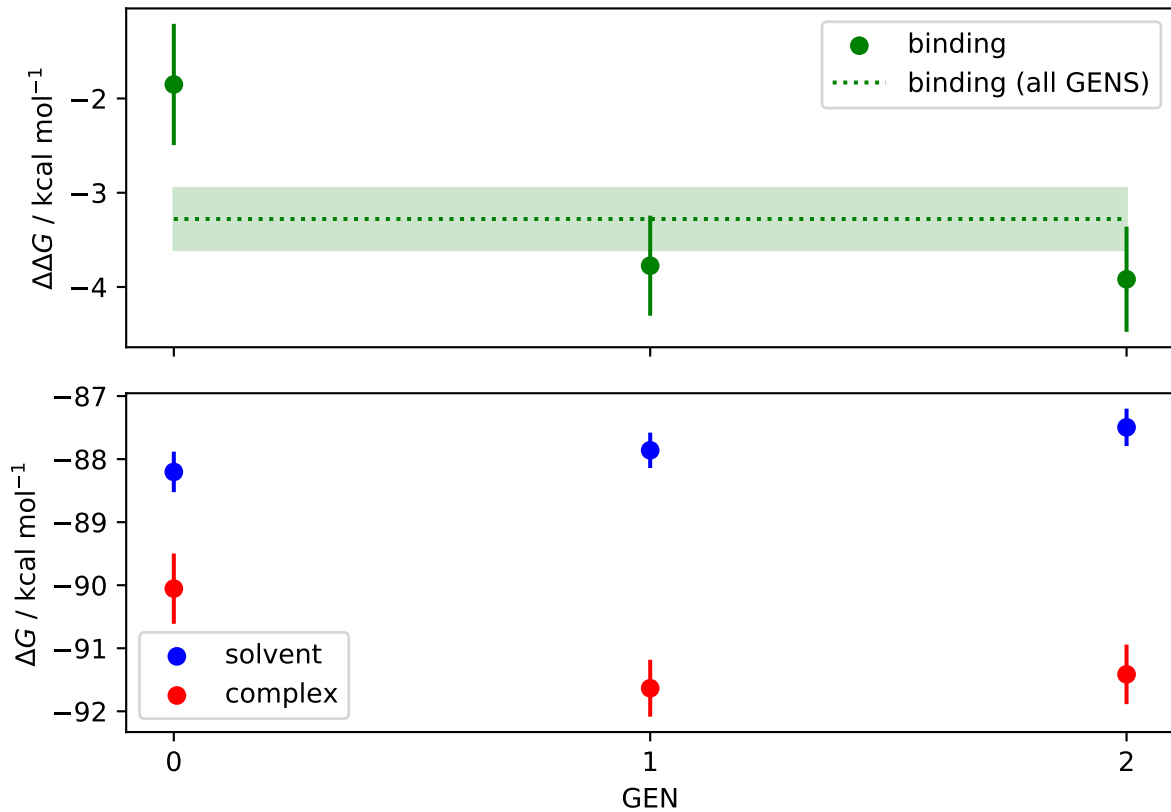 ΔΔG / kcal mol⁻¹
−2
−3
−4
binding
binding (all GENS)
ΔG / kcal mol⁻¹
−87
−88
−89
−90
−91
−92
solvent
complex
0
1
2
GEN